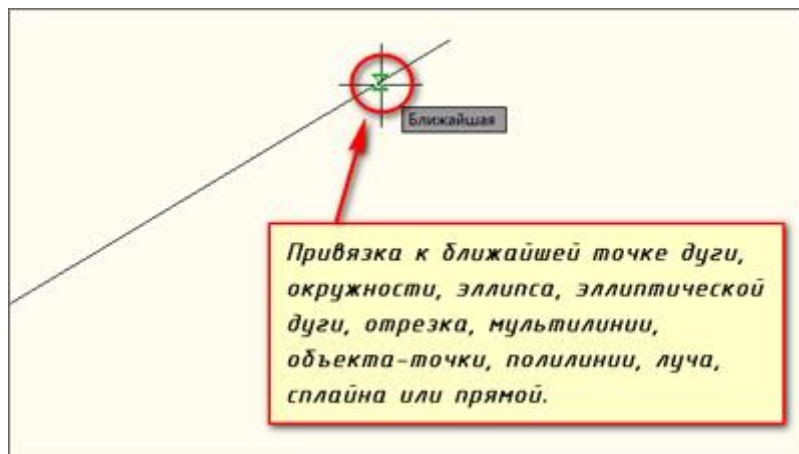 Ближайшая
Привязка к ближайшей точке дуги,
окружности, эллипса, эллиптической
дуги, отрезка, мультилинии,
объекта-точки, полилинии, луча,
сплайна или прямой.